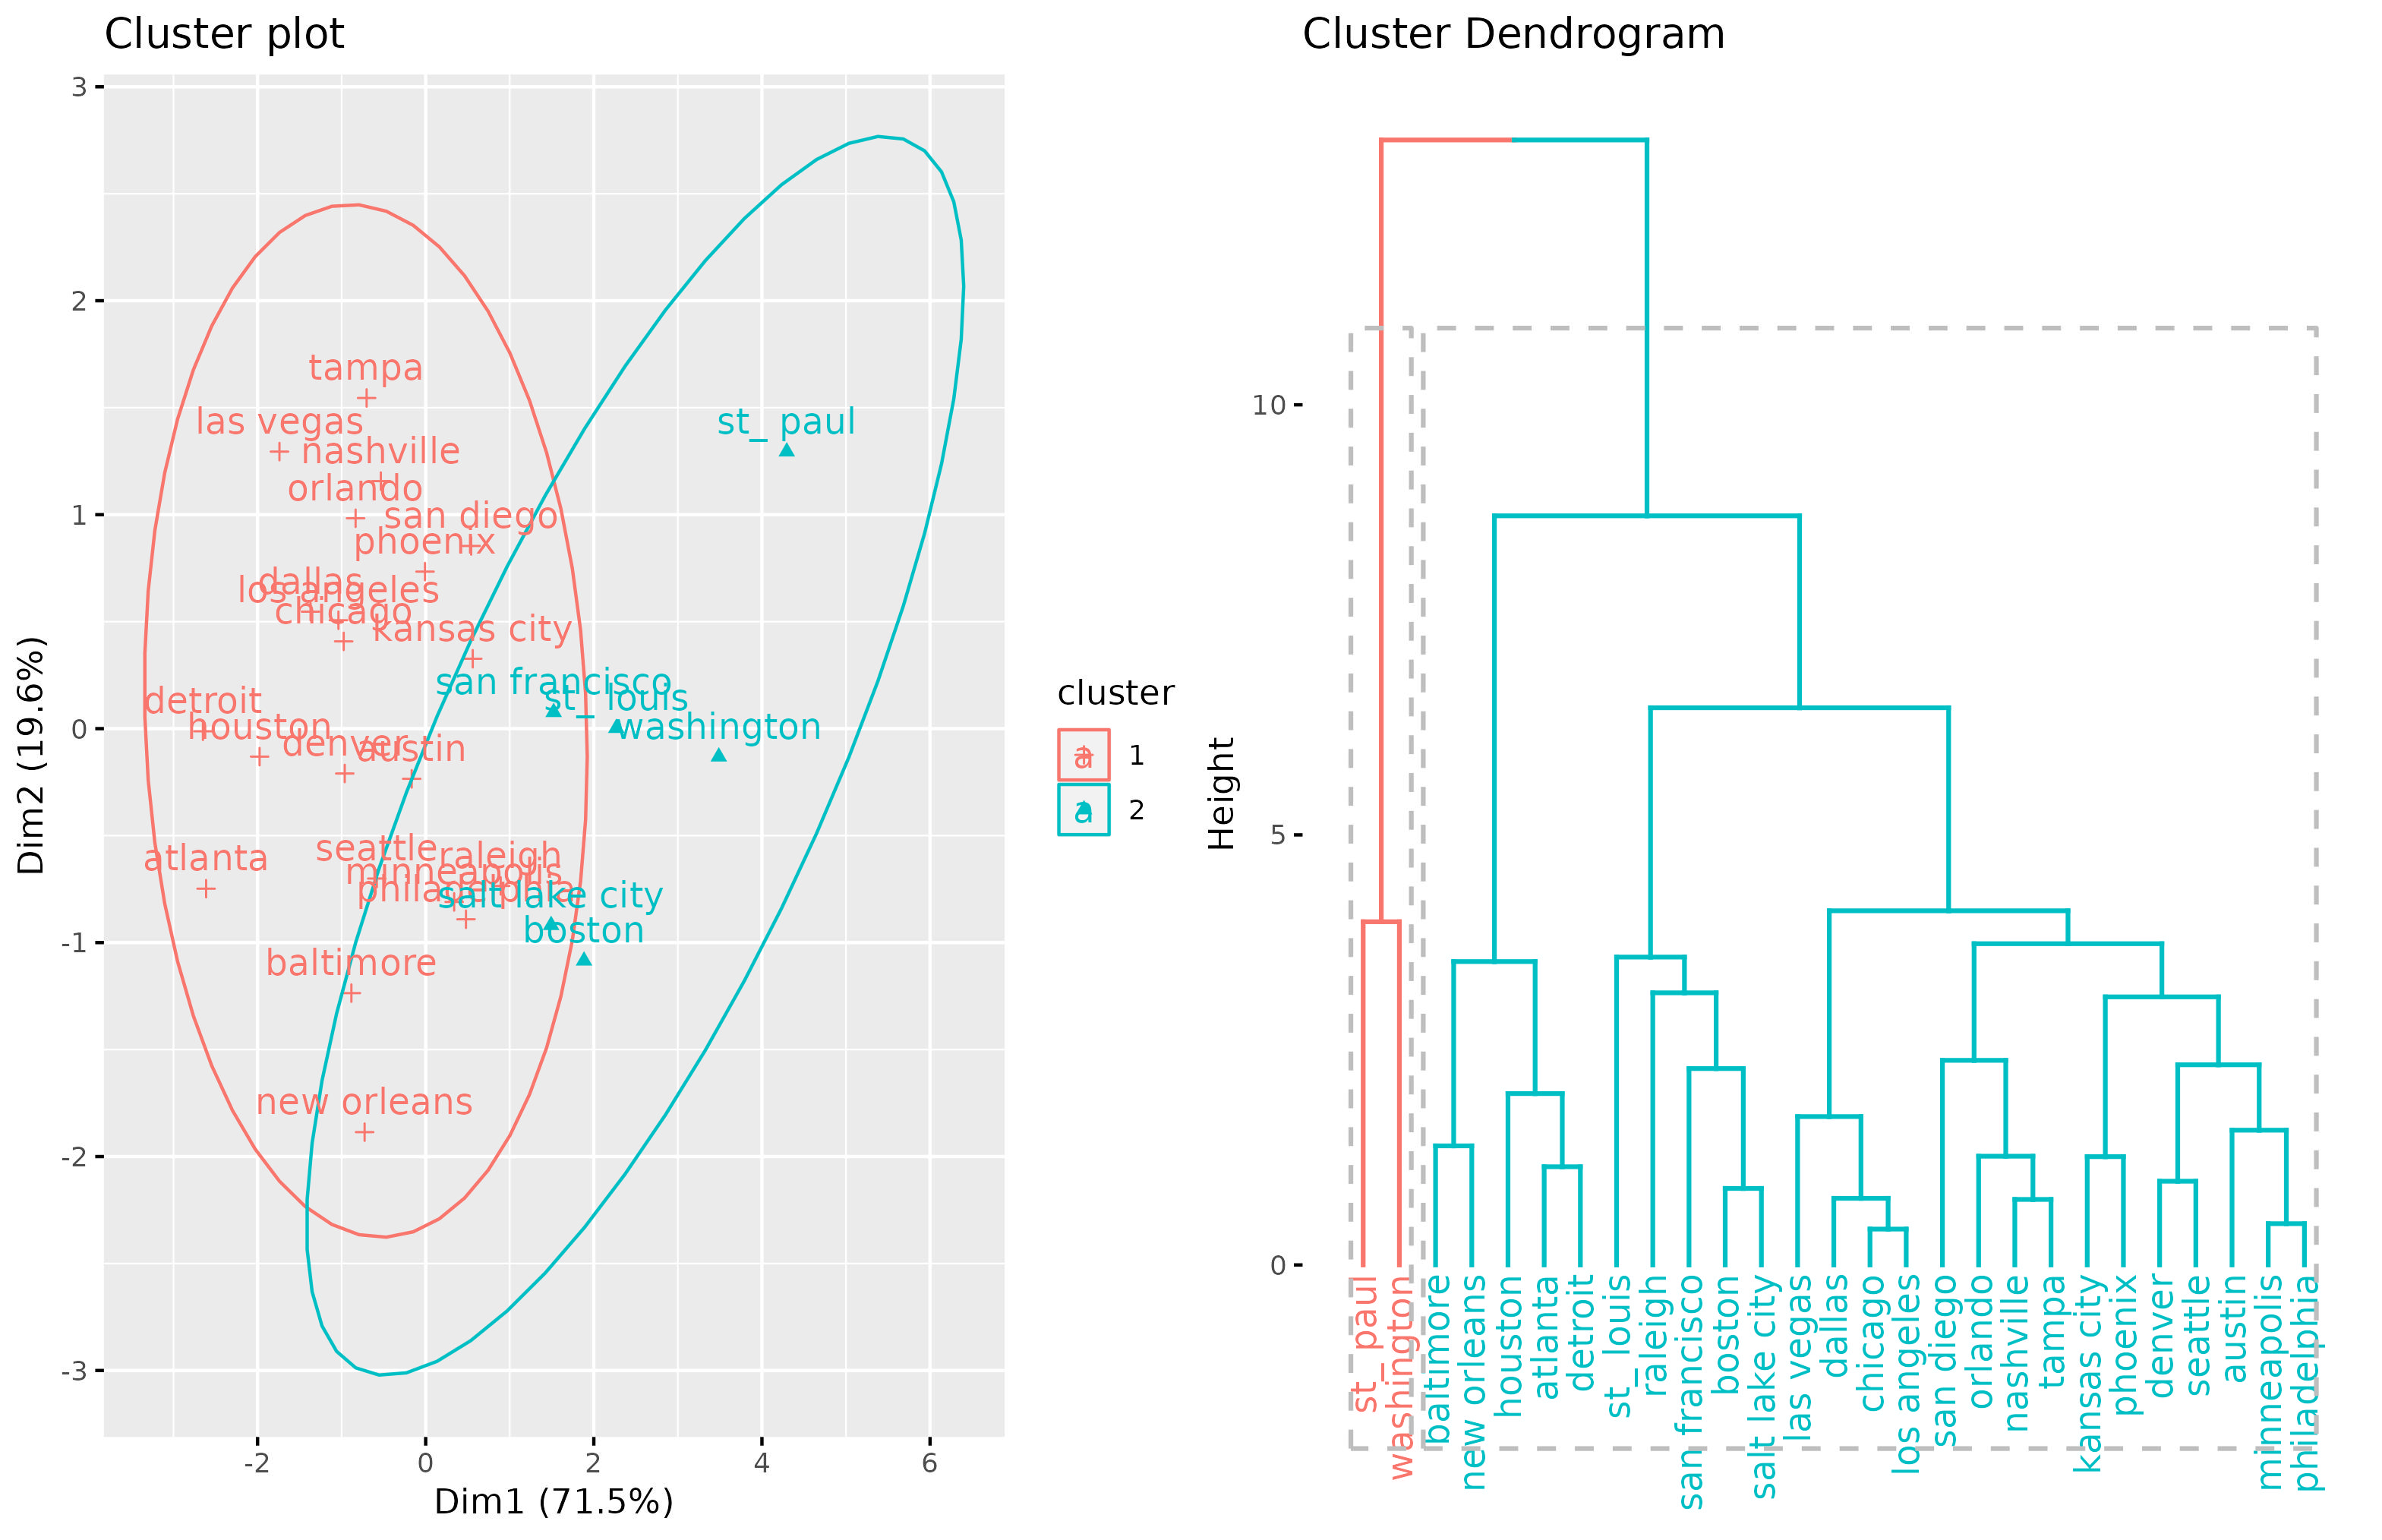 Cluster plot
3
2
1
0
-1
-2
-3
Dim2 (19.6%)
tampa
las vegas
nashville
orlando
san diego
phoenix
dallas
los angeles
chicago
kansas city
san francisco
st_ louis
washington
detroit
houston
denver
austin
st_ paul
seattle
raleigh
minneapolis
philadelphia
atlanta
salt lake city
boston
baltimore
new orleans
-2
0
2
4
6
Dim1 (71.5%)
cluster
a 1
a 2
Cluster Dendrogram
Height
10
5
0
st_ paul
washington
baltimore
new orleans
houston
atlanta
detroit
st_ louis
raleigh
san francisco
boston
salt lake city
las vegas
dallas
chicago
los angeles
san diego
orlando
nashville
tampa
kansas city
phoenix
denver
seattle
austin
minneapolis
philadelphia